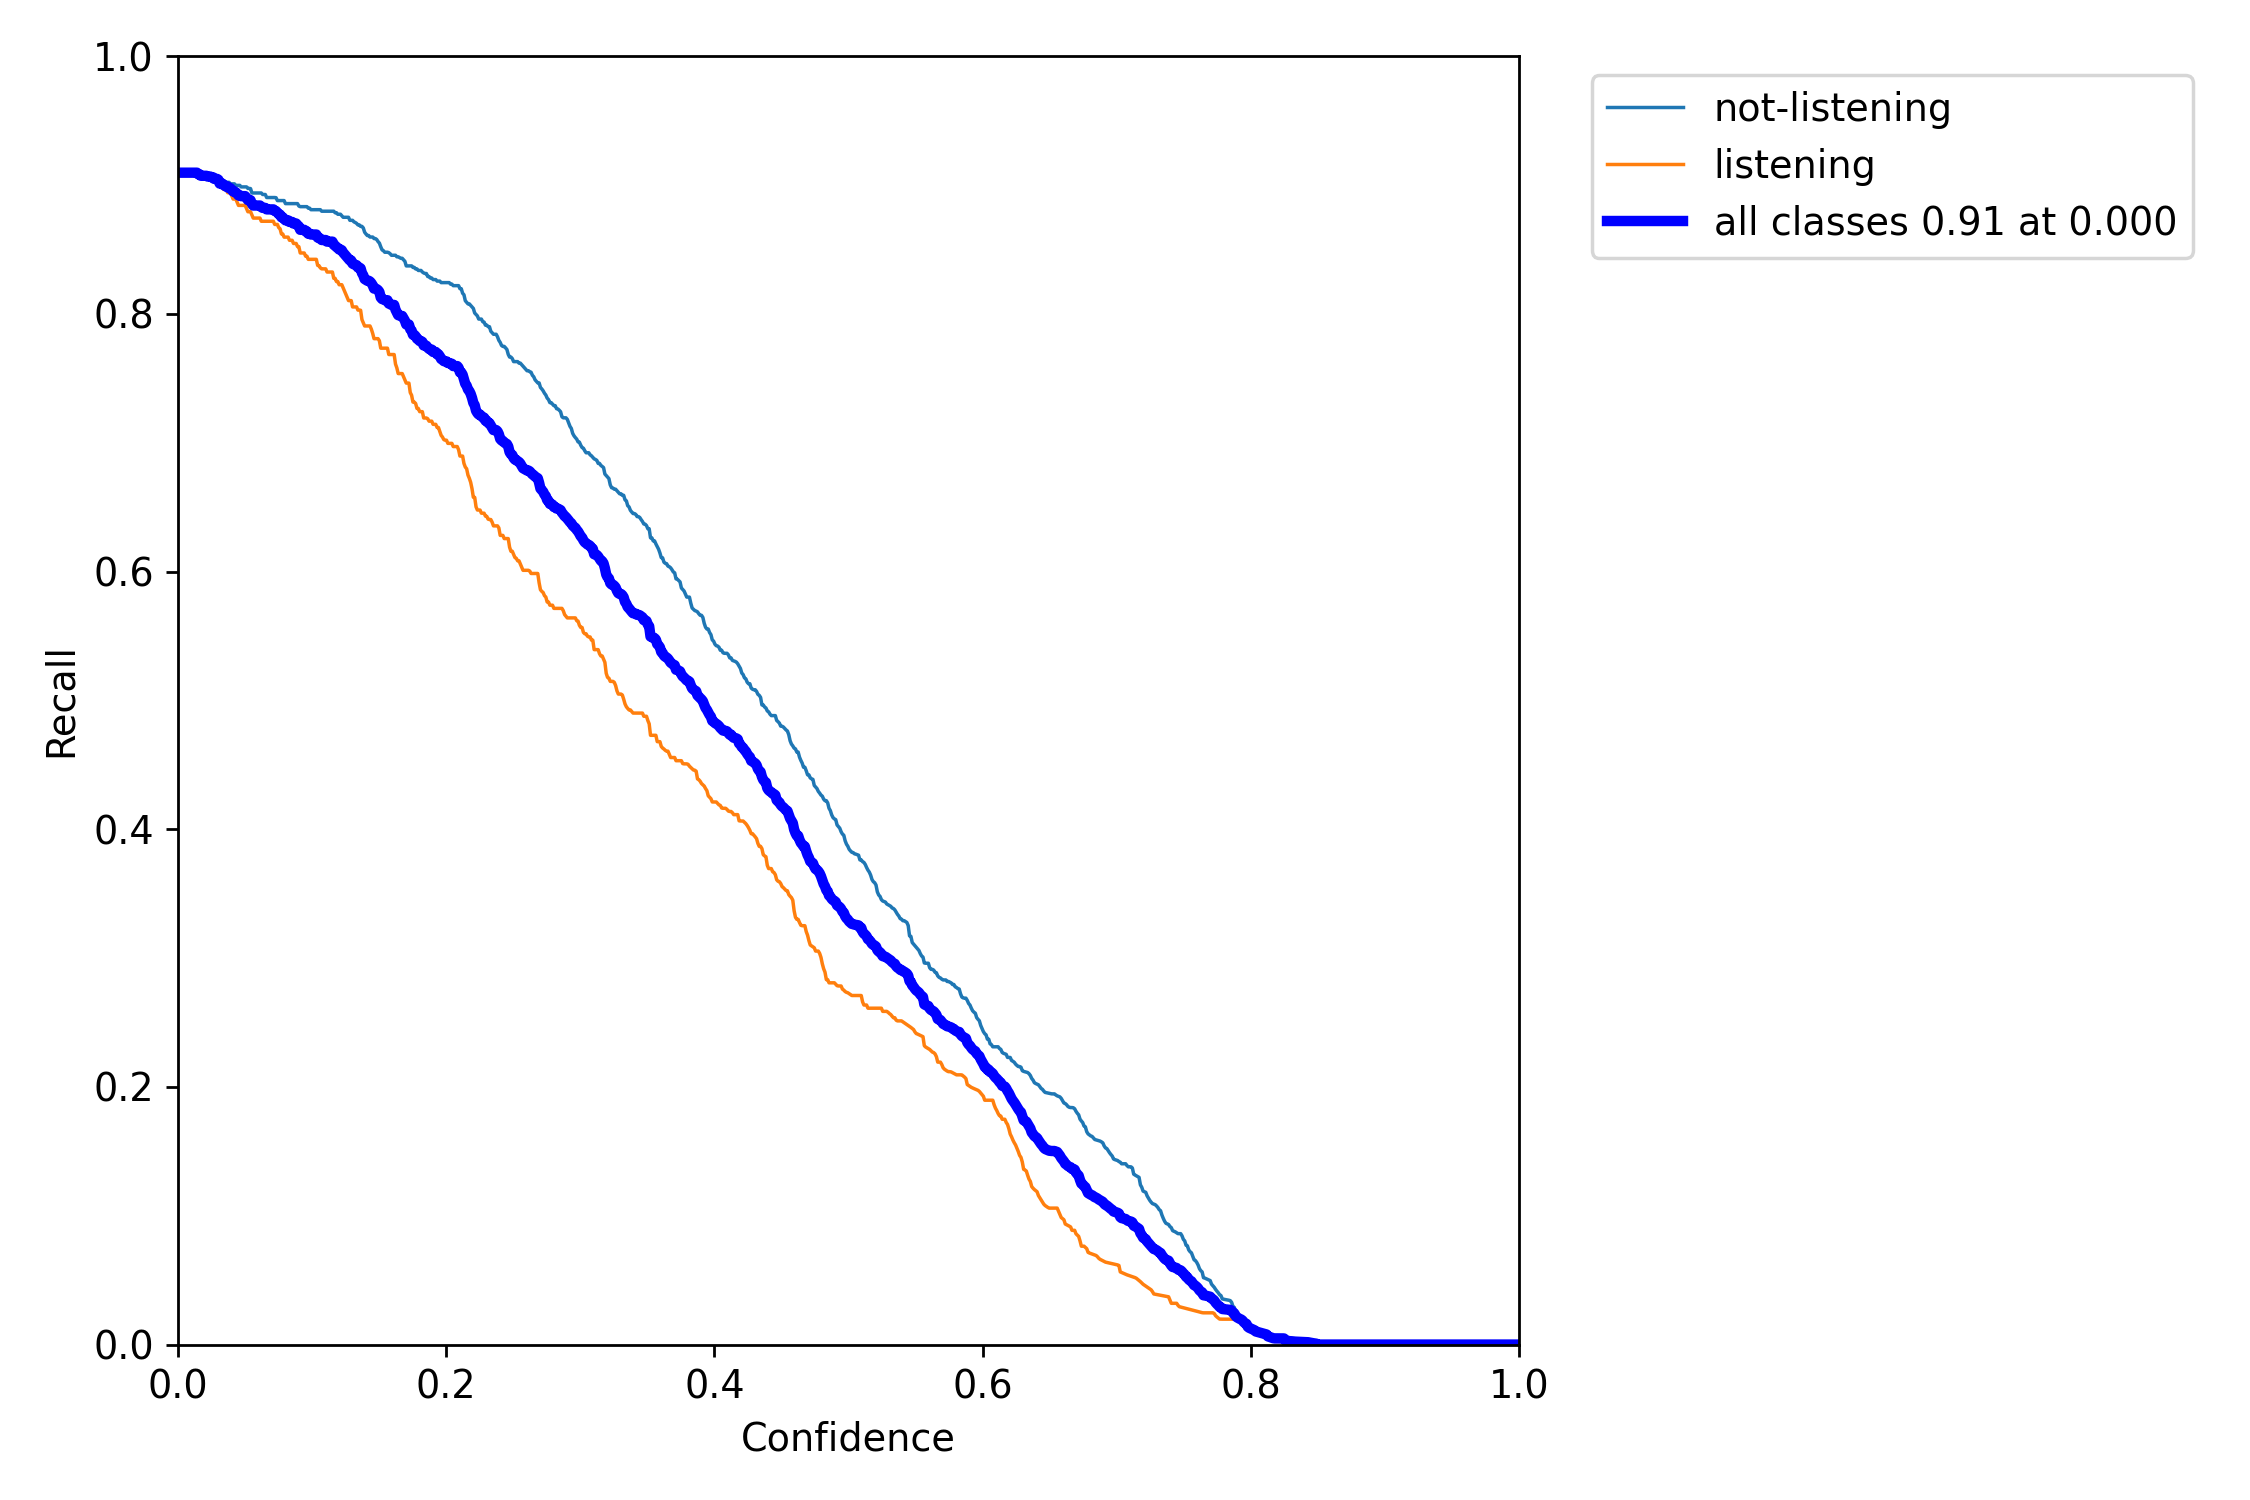 1.0
0.8
0.6
0.4
0.2
0.0
Recall
0.0 0.2 0.4 0.6 0.8 1.0
Confidence
not-listening
listening
all classes 0.91 at 0.000